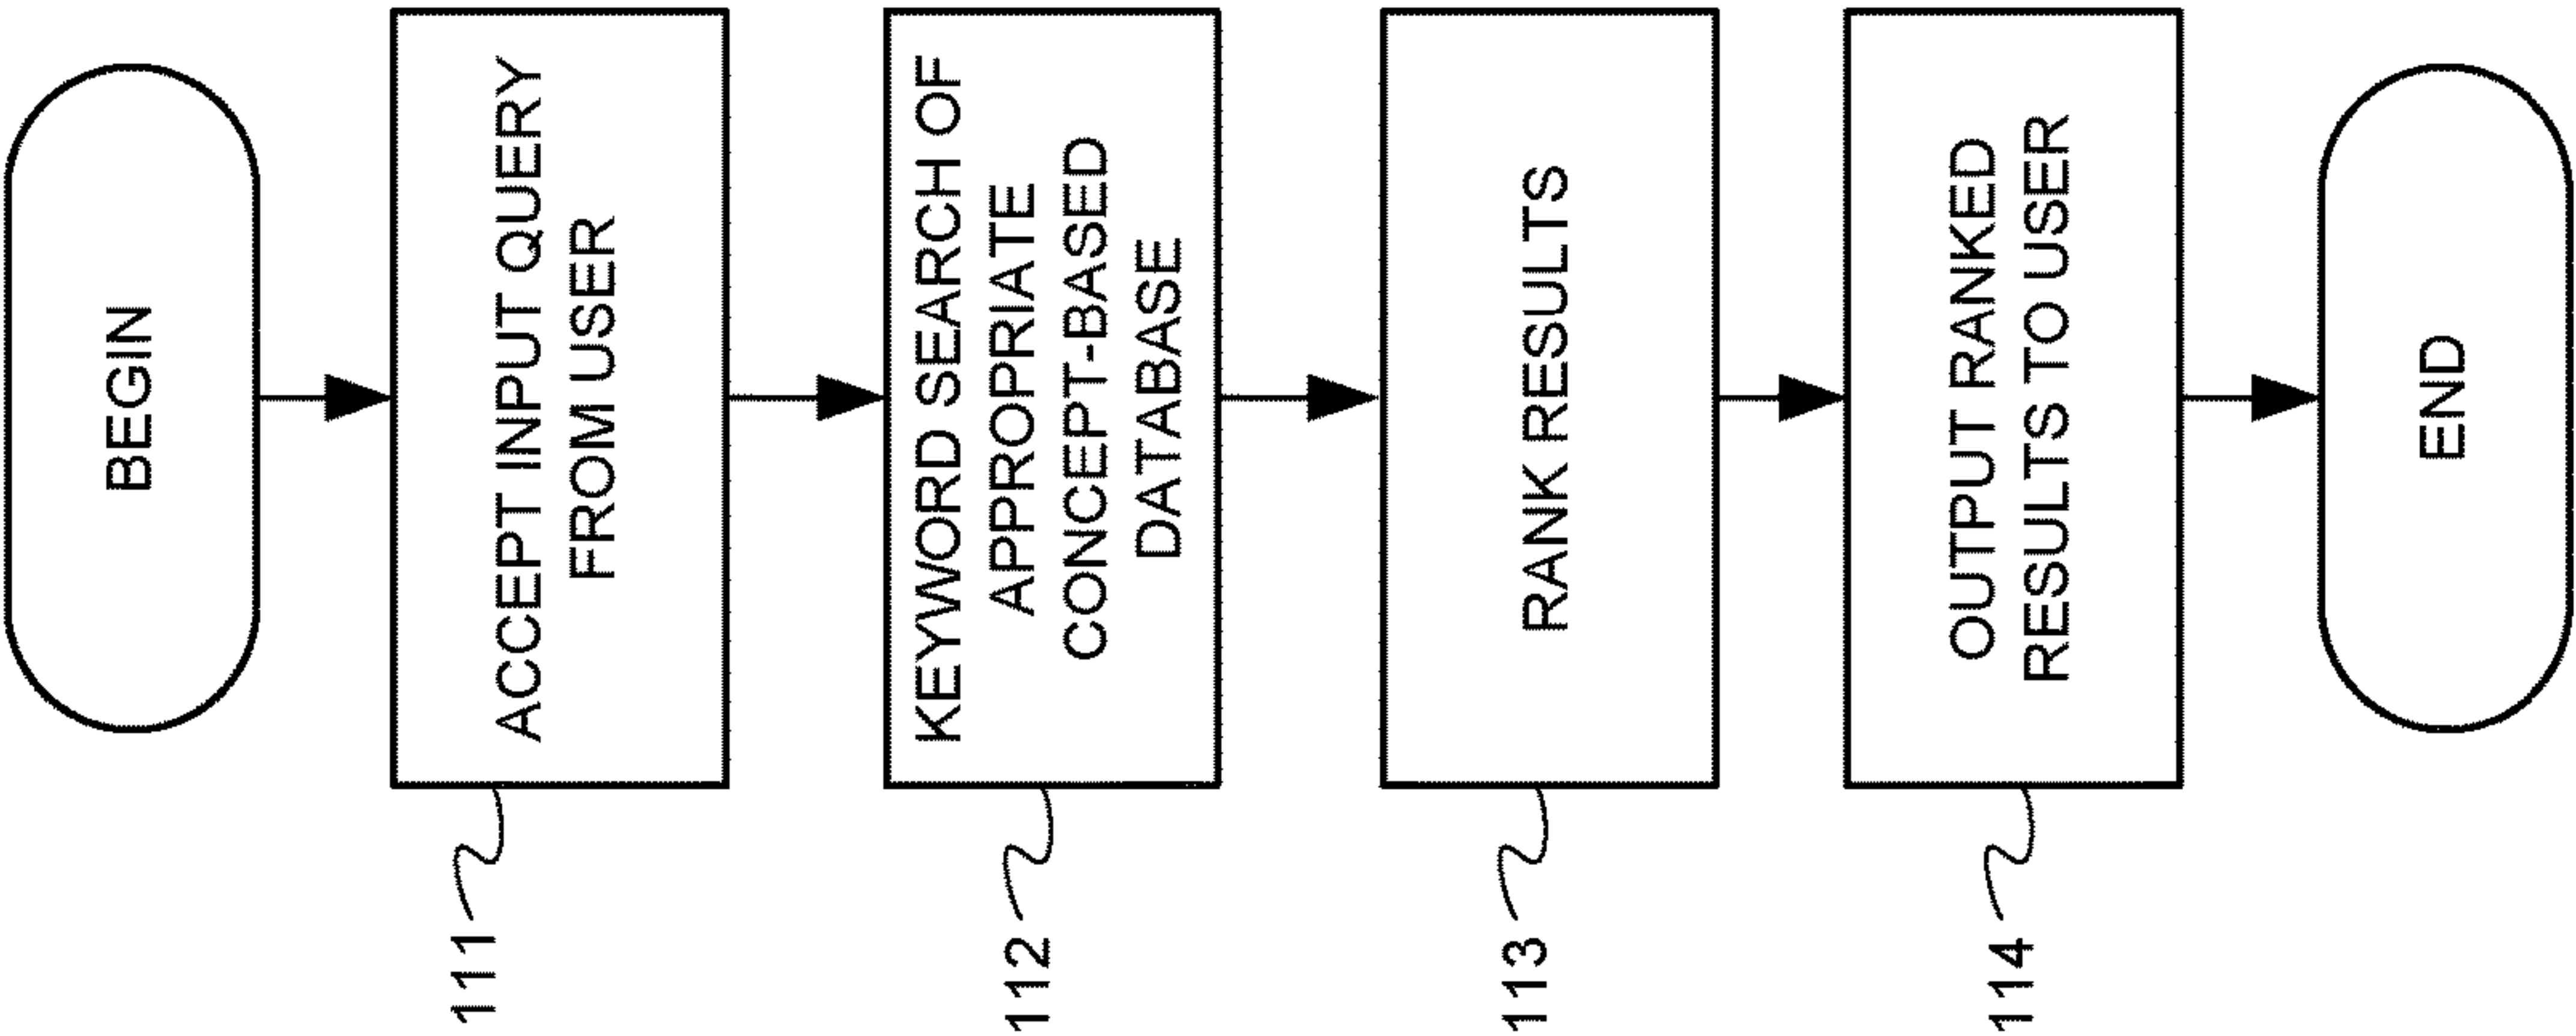 BEGIN
111
ACCEPT INPUT QUERY
FROM USER
112
KEYWORD SEARCH OF
APPROPRIATE
CONCEPT-BASED
DATABASE
113
RANK RESULTS
114
OUTPUT RANKED
RESULTS TO USER
END